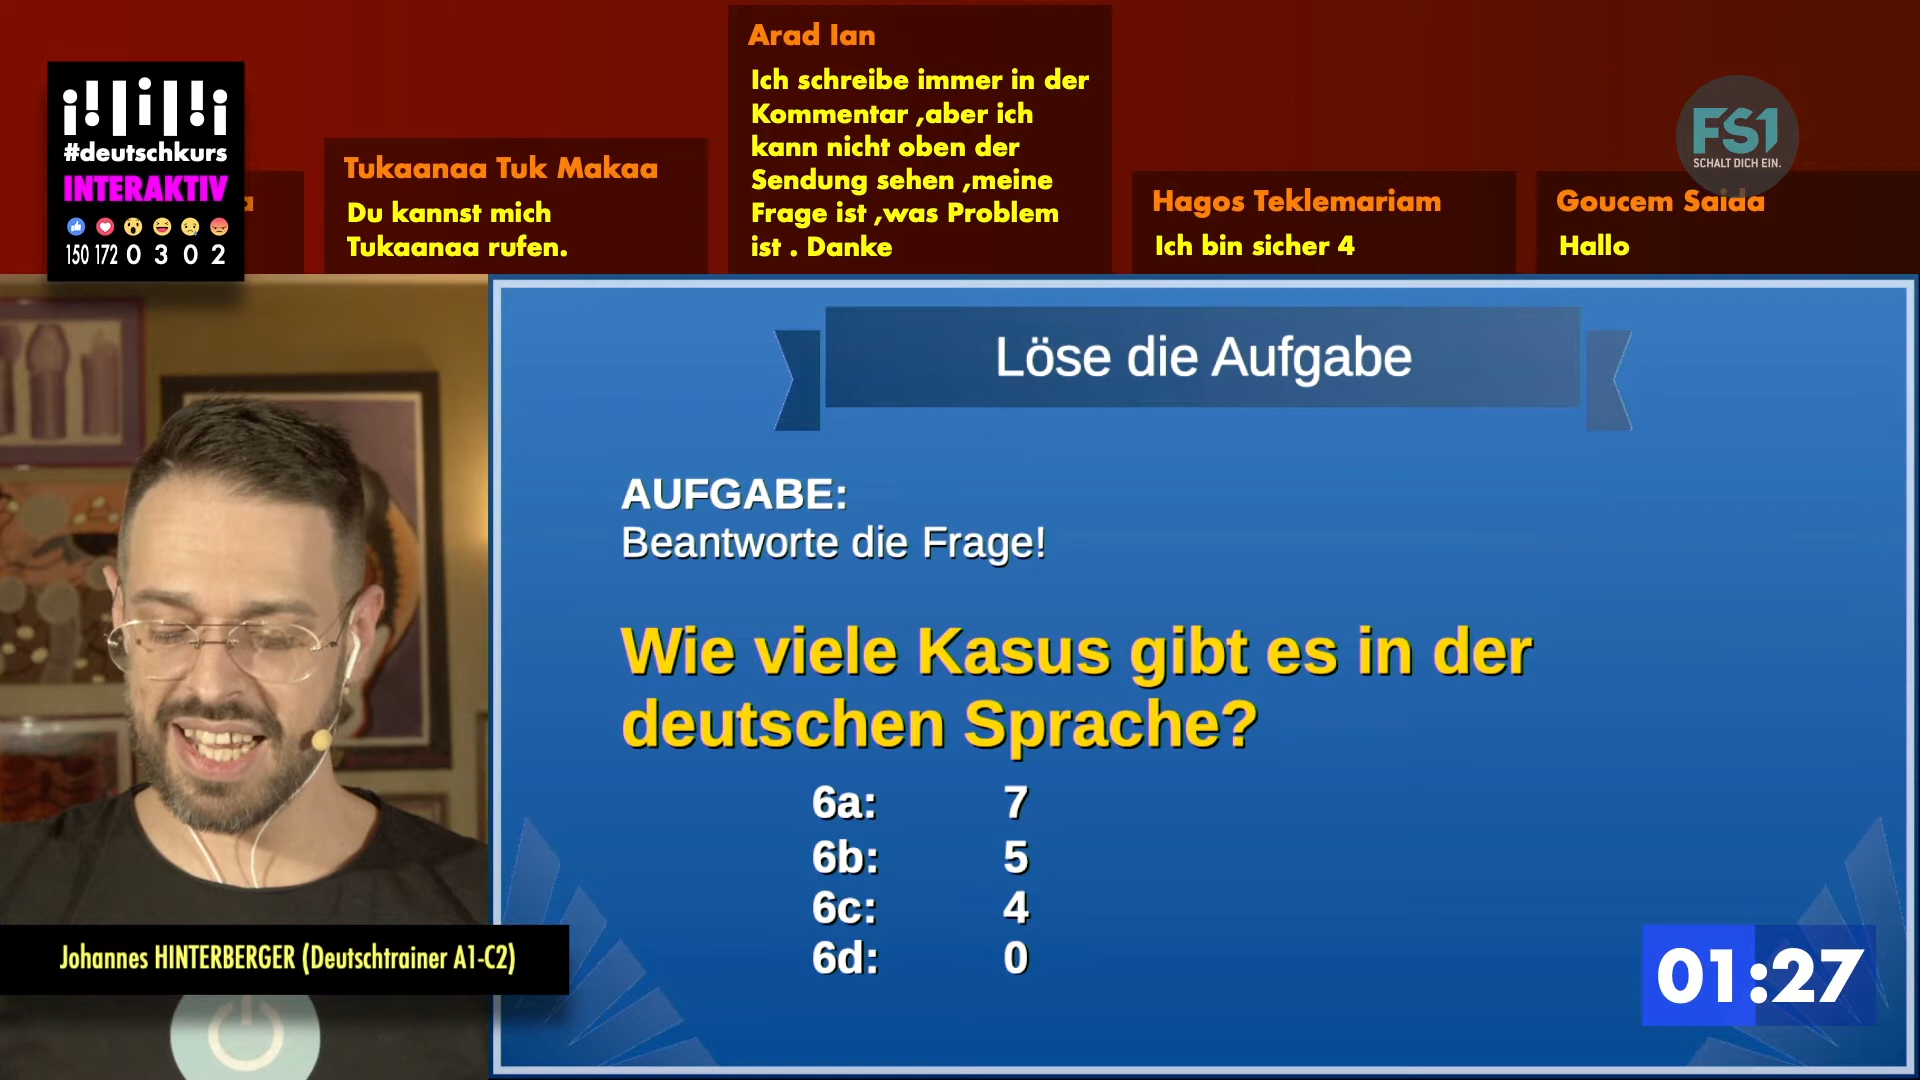 #deutschkurs
INTERAKTIV
150 172 0 3 0 2
Tukaanaa Tuk Makaa
Du kannst mich
Tukaanaa rufen.
Arad Ian
Ich schreibe immer in der
Kommentar ,aber ich
kann nicht oben der
Sendung sehen ,meine
Frage ist ,was Problem
ist . Danke
Hagos Teklemariam
Ich bin sicher 4
Goucem Saida
Hallo
FS1
SCHALT DICH EIN.
Löse die Aufgabe
AUFGABE:
Beantworte die Frage!
Wie viele Kasus gibt es in der
deutschen Sprache?
6a: 7
6b: 5
6c: 4
6d: 0
Johannes HINTERBERGER (Deutschtrainer A1-C2)
01:27